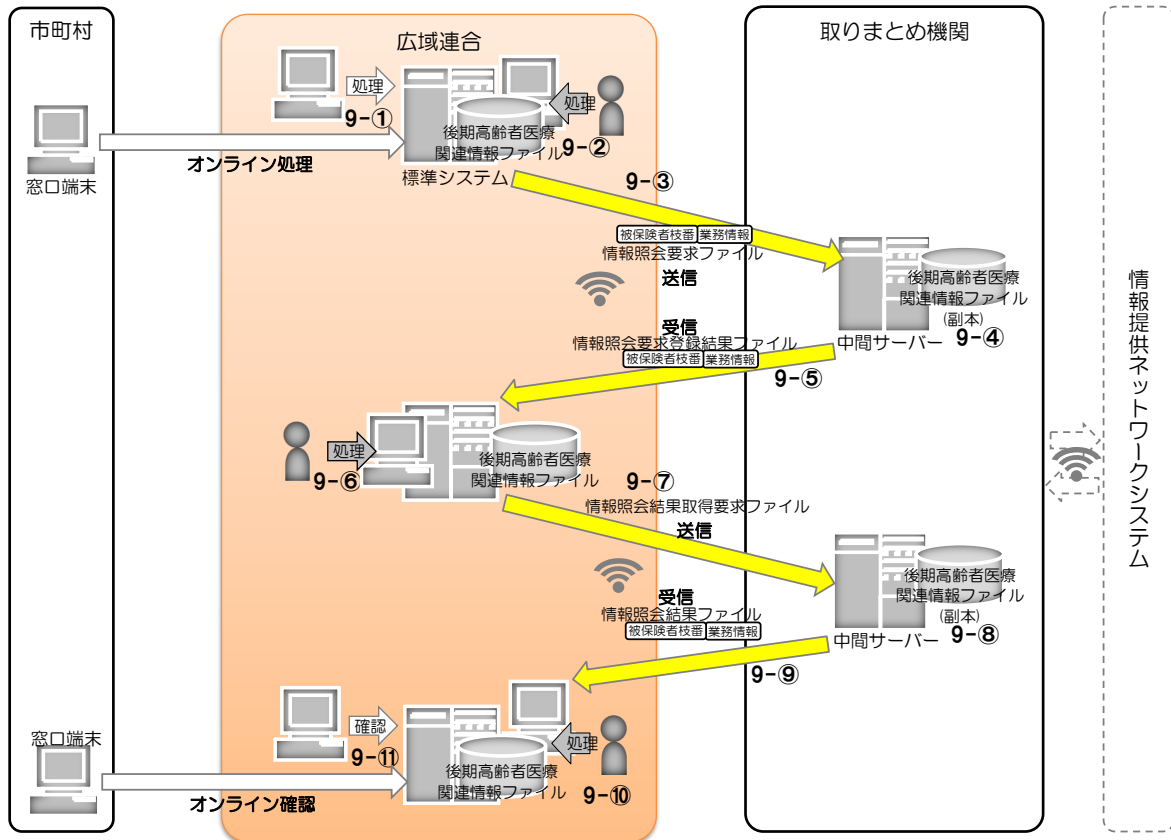 市町村
広域連合
取りまとめ機関
処理
9-①
処理
9-②
後期高齢者医療
関連情報ファイル
標準システム
オンライン処理
窓口端末
9-③
被保険者枝番 業務情報
情報照会要求ファイル
送信
後期高齢者医療
関連情報ファイル
(副本)
中間サーバー
9-④
受信
情報照会要求登録結果ファイル
被保険者枝番 業務情報
9-⑤
情報提供ネットワークシステム
処理
9-⑥
後期高齢者医療
関連情報ファイル
9-⑦
情報照会結果取得要求ファイル
送信
後期高齢者医療
関連情報ファイル
(副本)
中間サーバー
9-⑧
受信
情報照会結果ファイル
被保険者枝番 業務情報
9-⑨
確認
9-⑪
処理
9-⑩
後期高齢者医療
関連情報ファイル
窓口端末
オンライン確認